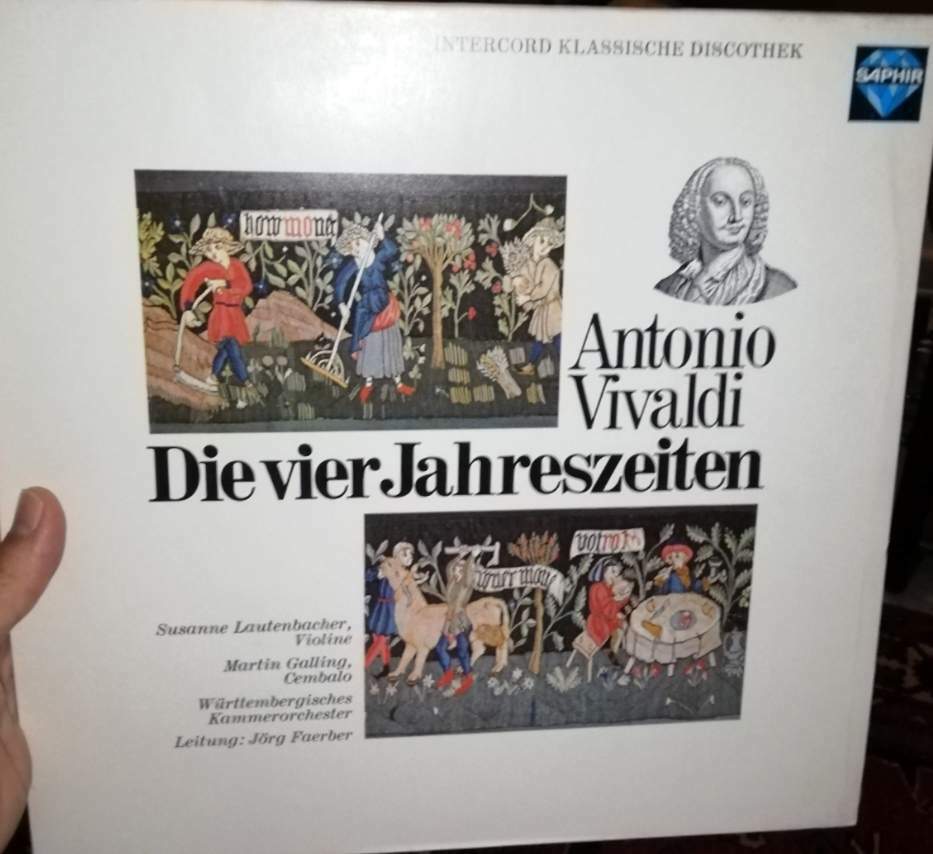 INTERCORD KLASSISCHE DISCOTHEK
SAPHIR
howmonet
Antonio
Vivaldi
Die vier Jahreszeiten
Susanne Lautenbacher,
Violine
Martin Galling,
Cembalo
Württembergisches
Kammerorchester
Leitung: Jörg Faerber